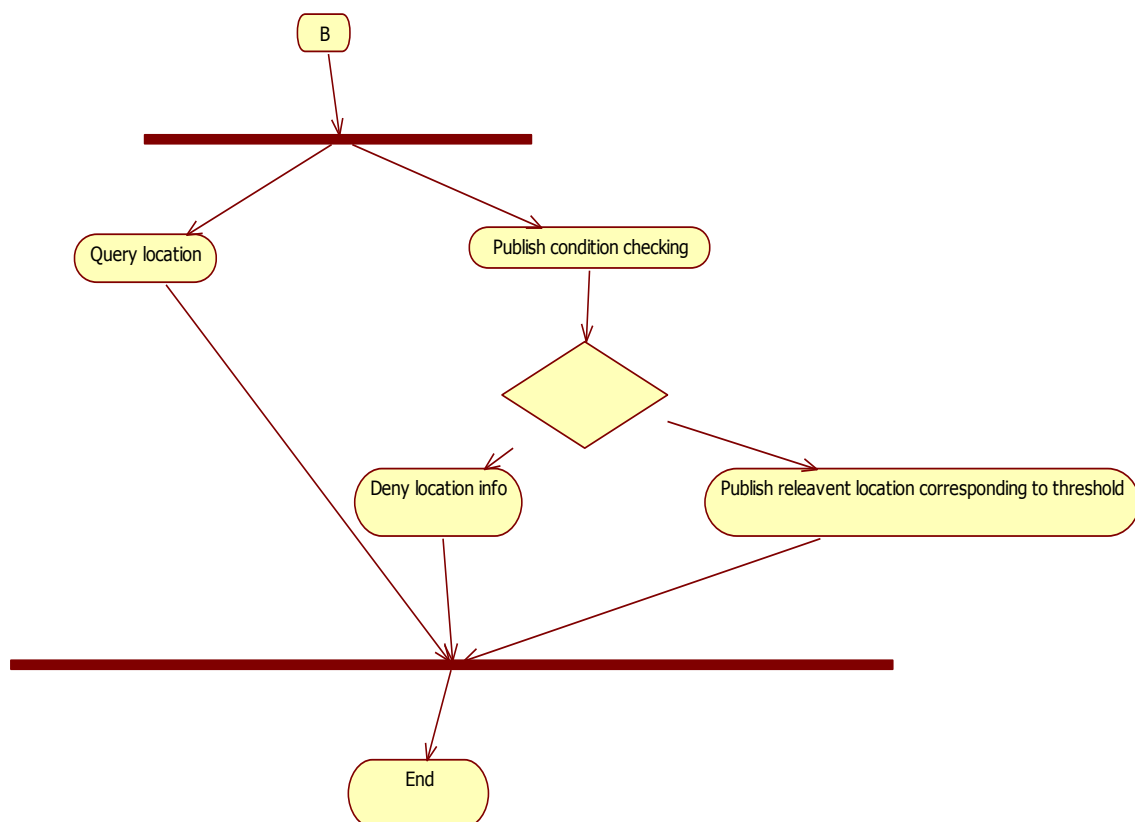 B
Query location
Publish condition checking
Deny location info
Publish releavent location corresponding to threshold
End